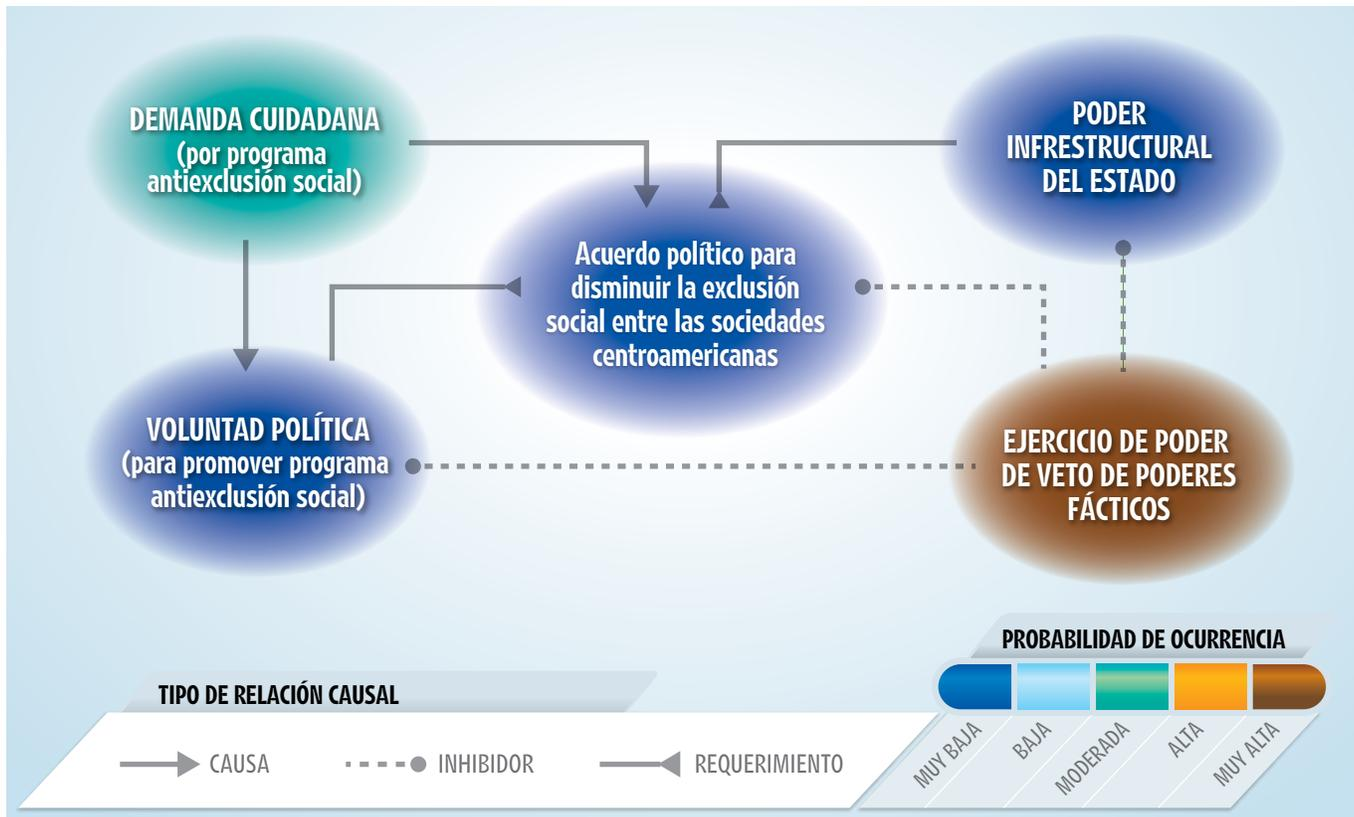 DEMANDA CUIDADANA
(por programa
antiexclusión social)
PODER
INFRESTRUCTURAL
DEL ESTADO
Acuerdo político para
disminuir la exclusión
social entre las sociedades
centroamericanas
VOLUNTAD POLÍTICA
(para promover programa
antiexclusión social)
EJERCICIO DE PODER
DE VETO DE PODERES
FÁCTICOS
PROBABILIDAD DE OCURRENCIA
MUY BAJA
BAJA
MODERADA
ALTA
MUY ALTA
TIPO DE RELACIÓN CAUSAL
CAUSA
INHIBIDOR
REQUERIMIENTO